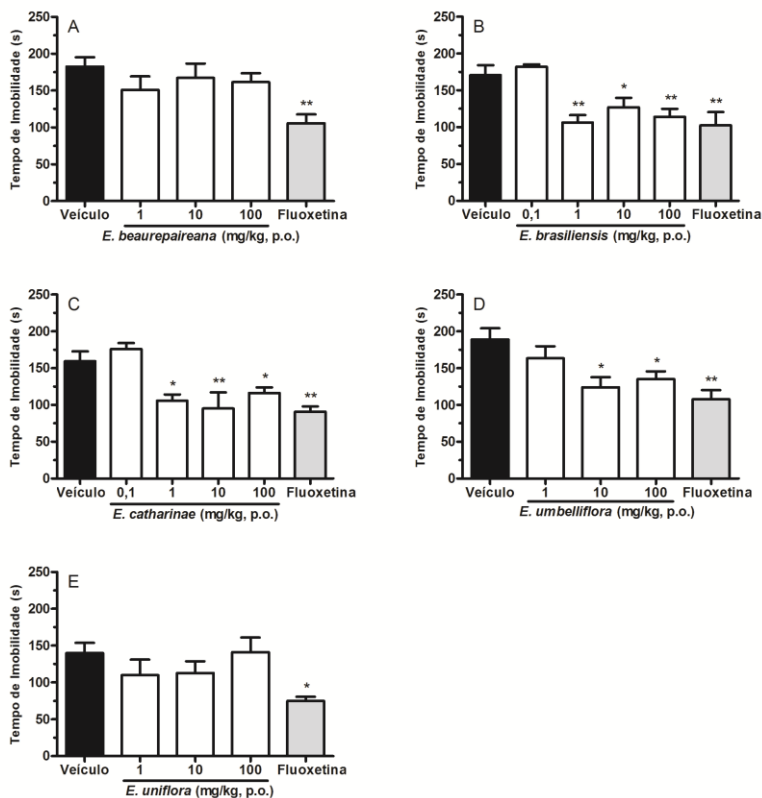 A
Tempo de Imobilidade (s)
250
200
150
100
50
0
**
Veículo 1 10 100 Fluoxetina
E. beaurepaireana (mg/kg, p.o.)
B
Tempo de Imobilidade (s)
250
200
150
100
50
0
** * ** **
Veículo 0,1 1 10 100 Fluoxetina
E. brasiliensis (mg/kg, p.o.)
C
Tempo de Imobilidade (s)
250
200
150
100
50
0
* ** * **
Veículo 0,1 1 10 100 Fluoxetina
E. catharinae (mg/kg, p.o.)
D
Tempo de Imobilidade (s)
250
200
150
100
50
0
* * **
Veículo 1 10 100 Fluoxetina
E. umbelliflora (mg/kg, p.o.)
E
Tempo de Imobilidade (s)
250
200
150
100
50
0
*
Veículo 1 10 100 Fluoxetina
E. uniflora (mg/kg, p.o.)